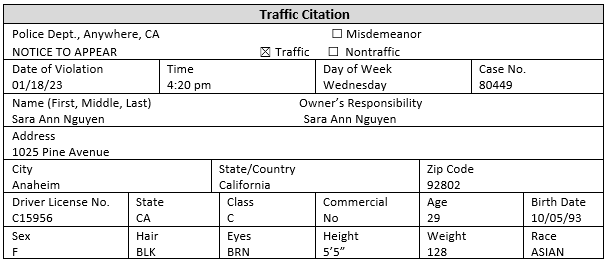 Traffic Citation
Police Dept., Anywhere, CA ☐ Misdemeanor
NOTICE TO APPEAR ☒ Traffic ☐ Nontraffic
Date of Violation Time Day of Week Case No.
01/18/23 4:20 pm Wednesday 80449
Name (First, Middle, Last) Owner's Responsibility
Sara Ann Nguyen Sara Ann Nguyen
Address
1025 Pine Avenue
City State/Country Zip Code
Anaheim California 92802
Driver License No. State Class Commercial Age Birth Date
C15956 CA C No 29 10/05/93
Sex Hair Eyes Height Weight Race
F BLK BRN 5'5" 128 ASIAN